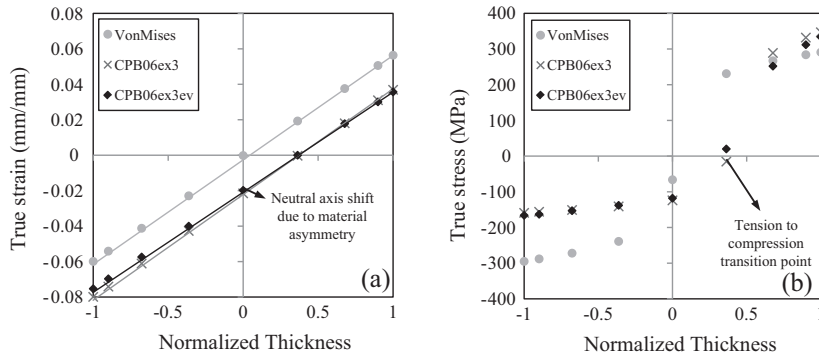 0.08
0.06
0.04
0.02
0
-0.02
-0.04
-0.06
-0.08
True strain (mm/mm)
VonMises
CPB06ex3
CPB06ex3ev
Neutral axis shift
due to material
asymmetry
(a)
-1
-0.5
0
0.5
1
Normalized Thickness
400
300
200
100
0
-100
-200
-300
-400
True stress (MPa)
VonMises
CPB06ex3
CPB06ex3ev
Tension to
compression
transition point
(b)
-1
-0.5
0
0.5
1
Normalized Thickness